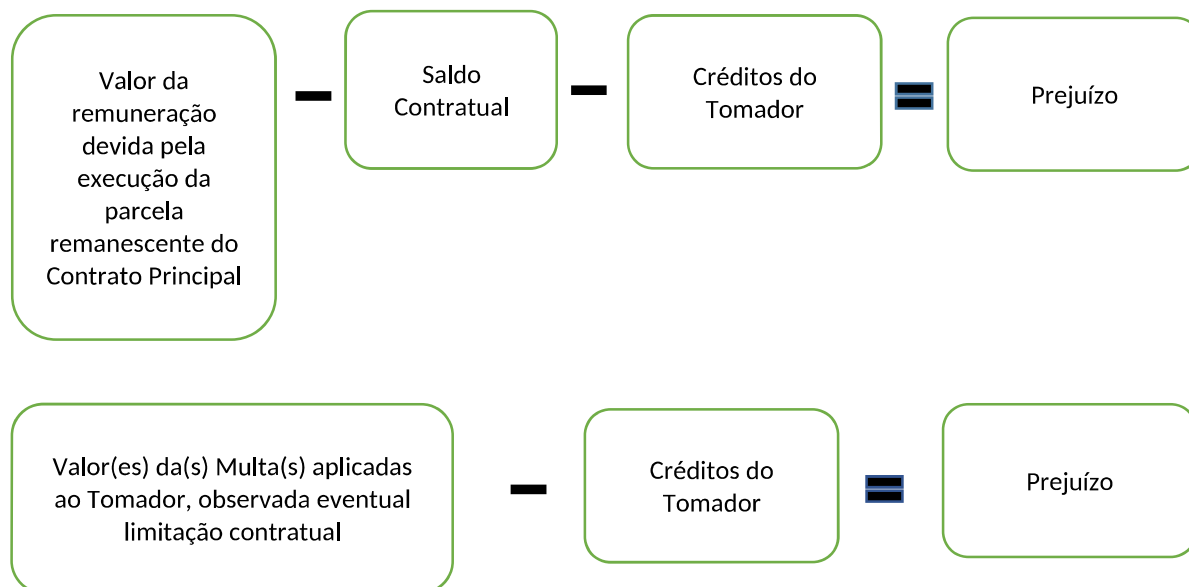 Valor da
remuneração
devida pela
execução da
parcela
remanescente do
Contrato Principal
Saldo
Contratual
Créditos do
Tomador
Prejuízo
Valor(es) da(s) Multa(s) aplicadas
ao Tomador, observada eventual
limitação contratual
Créditos do
Tomador
Prejuízo